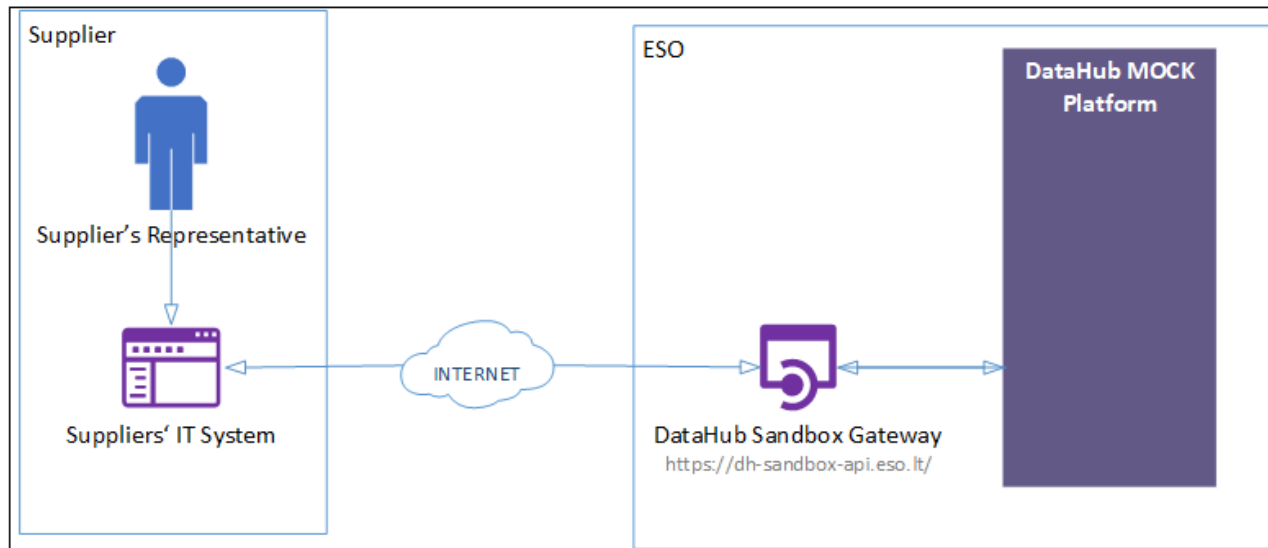 Supplier
Supplier's Representative
Suppliers‘ IT System
INTERNET
ESO
DataHub MOCK
Platform
DataHub Sandbox Gateway
https://dh-sandbox-api.eso.lt/